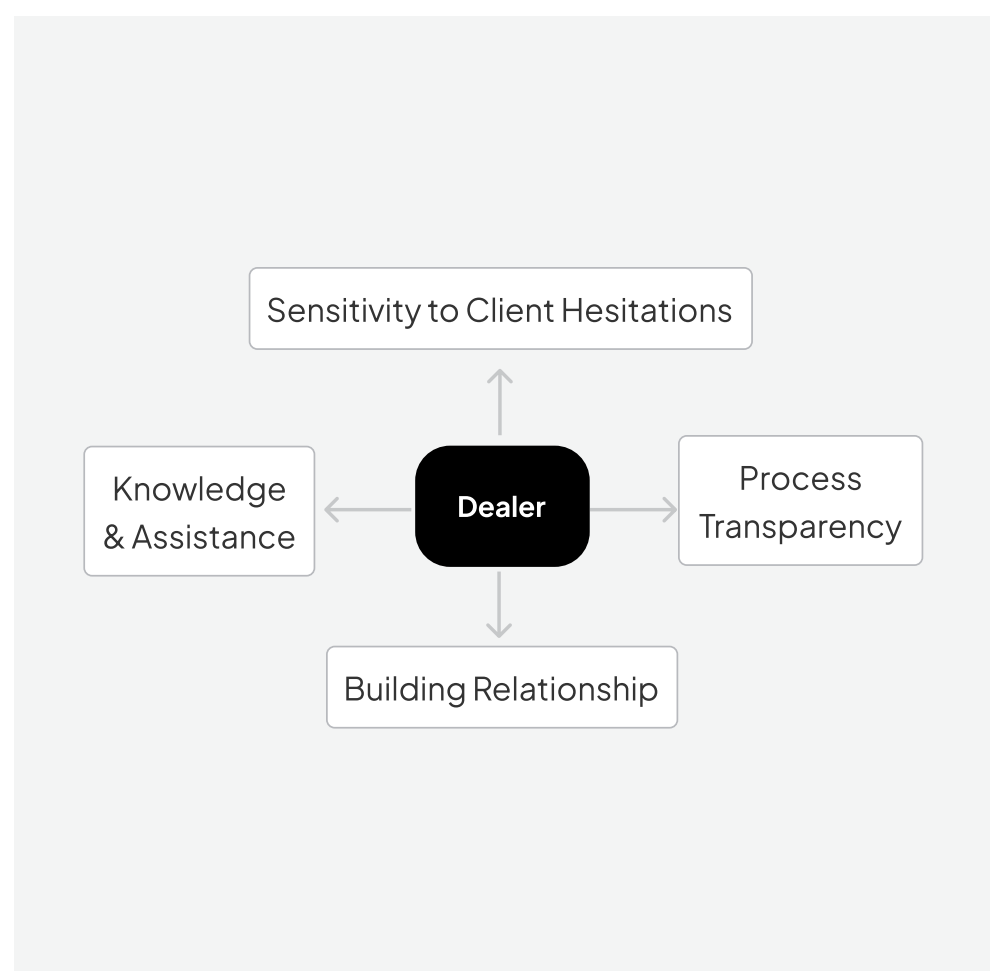 Sensitivity to Client Hesitations
Knowledge
& Assistance
Dealer
Process
Transparency
Building Relationship